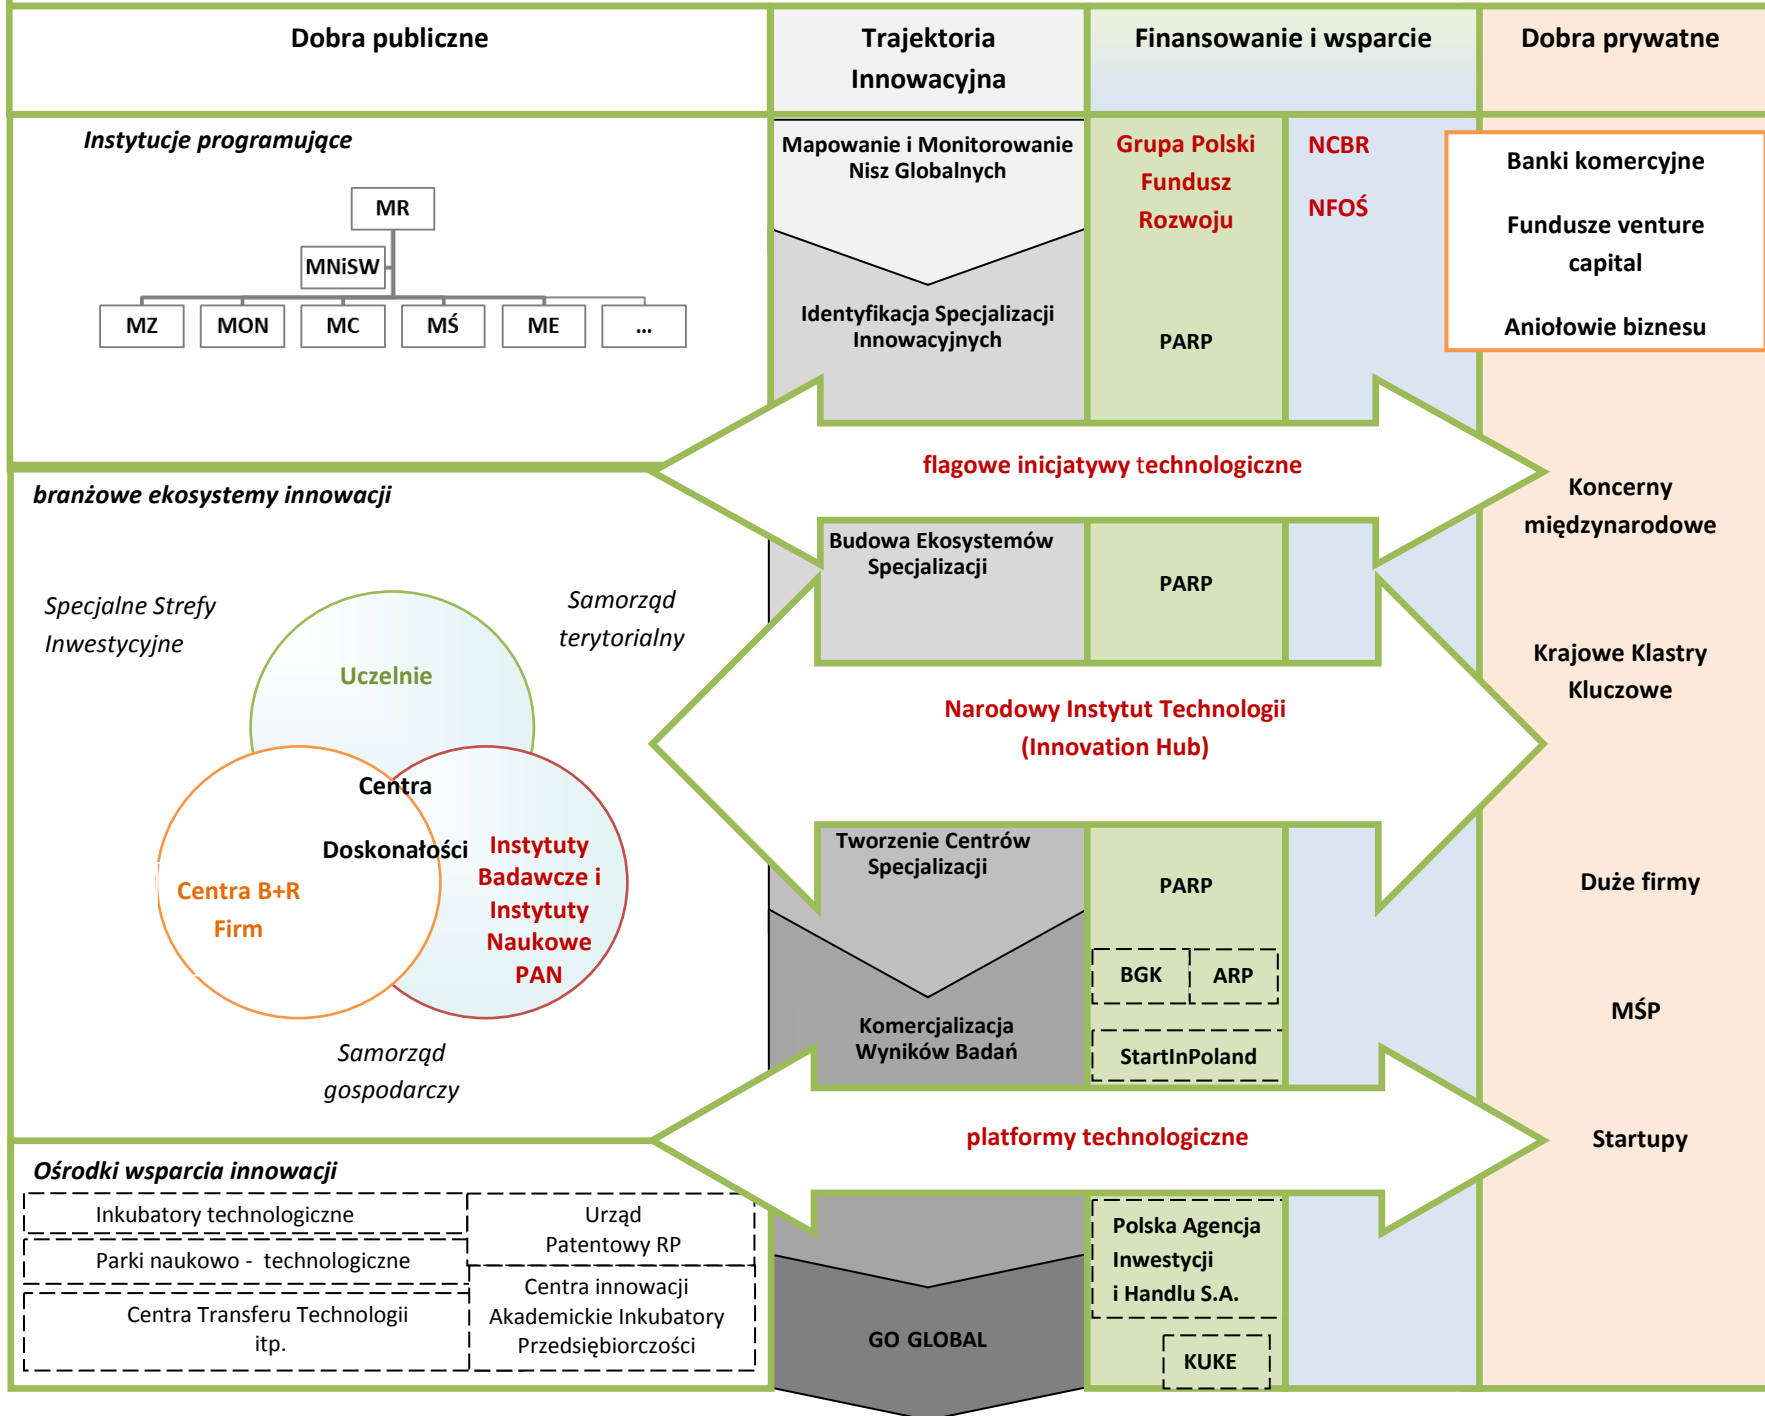 Dobra publiczne
Trajektoria
Innowacyjna
Finansowanie i wsparcie
Dobra prywatne
Instytucje programujące
MR
MNiSW
MZ
MON
MC
MŚ
ME
...
Mapowanie i Monitorowanie
Nisz Globalnych
Identyfikacja Specjalizacji
Innowacyjnych
Grupa Polski
Fundusz
Rozwoju
PARP
NCBR
NFOŚ
Banki komercyjne
Fundusze venture
capital
Aniołowie biznesu
flagowe inicjatywy technologiczne
branżowe ekosystemy innowacji
Specjalne Strefy
Inwestycyjne
Samorząd
terytorialny
Uczelnie
Centra
Doskonałości
Centra B+R
Firm
Instytuty
Badawcze i
Instytuty
Naukowe
PAN
Samorząd
gospodarczy
Budowa Ekosystemów
Specjalizacji
PARP
Narodowy Instytut Technologii
(Innovation Hub)
Tworzenie Centrów
Specjalizacji
PARP
BGK
ARP
Komercjalizacja
Wyników Badań
StartInPoland
platformy technologiczne
Koncerny
międzynarodowe
Krajowe Klastry
Kluczowe
Duże firmy
MŚP
Startupy
Ośrodki wsparcia innowacji
Inkubatory technologiczne
Parki naukowo - technologiczne
Centra Transferu Technologii
itp.
Urząd
Patentowy RP
Centra innowacji
Akademickie Inkubatory
Przedsiębiorczości
GO GLOBAL
Polska Agencja
Inwestycji
i Handlu S.A.
KUKE